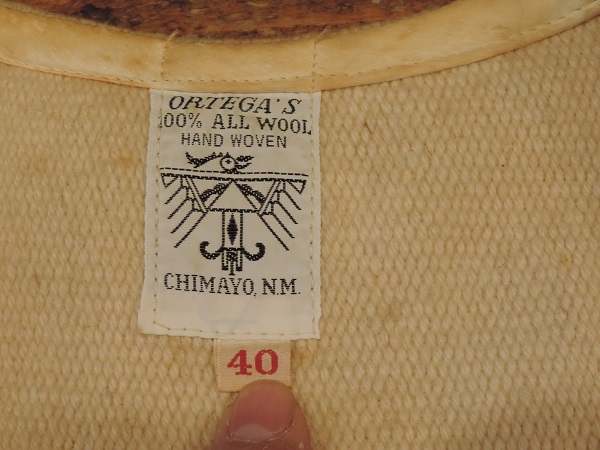 ORTEGA'S
100% ALL WOOL
HAND WOVEN
CHIMAYO, N.M.
40